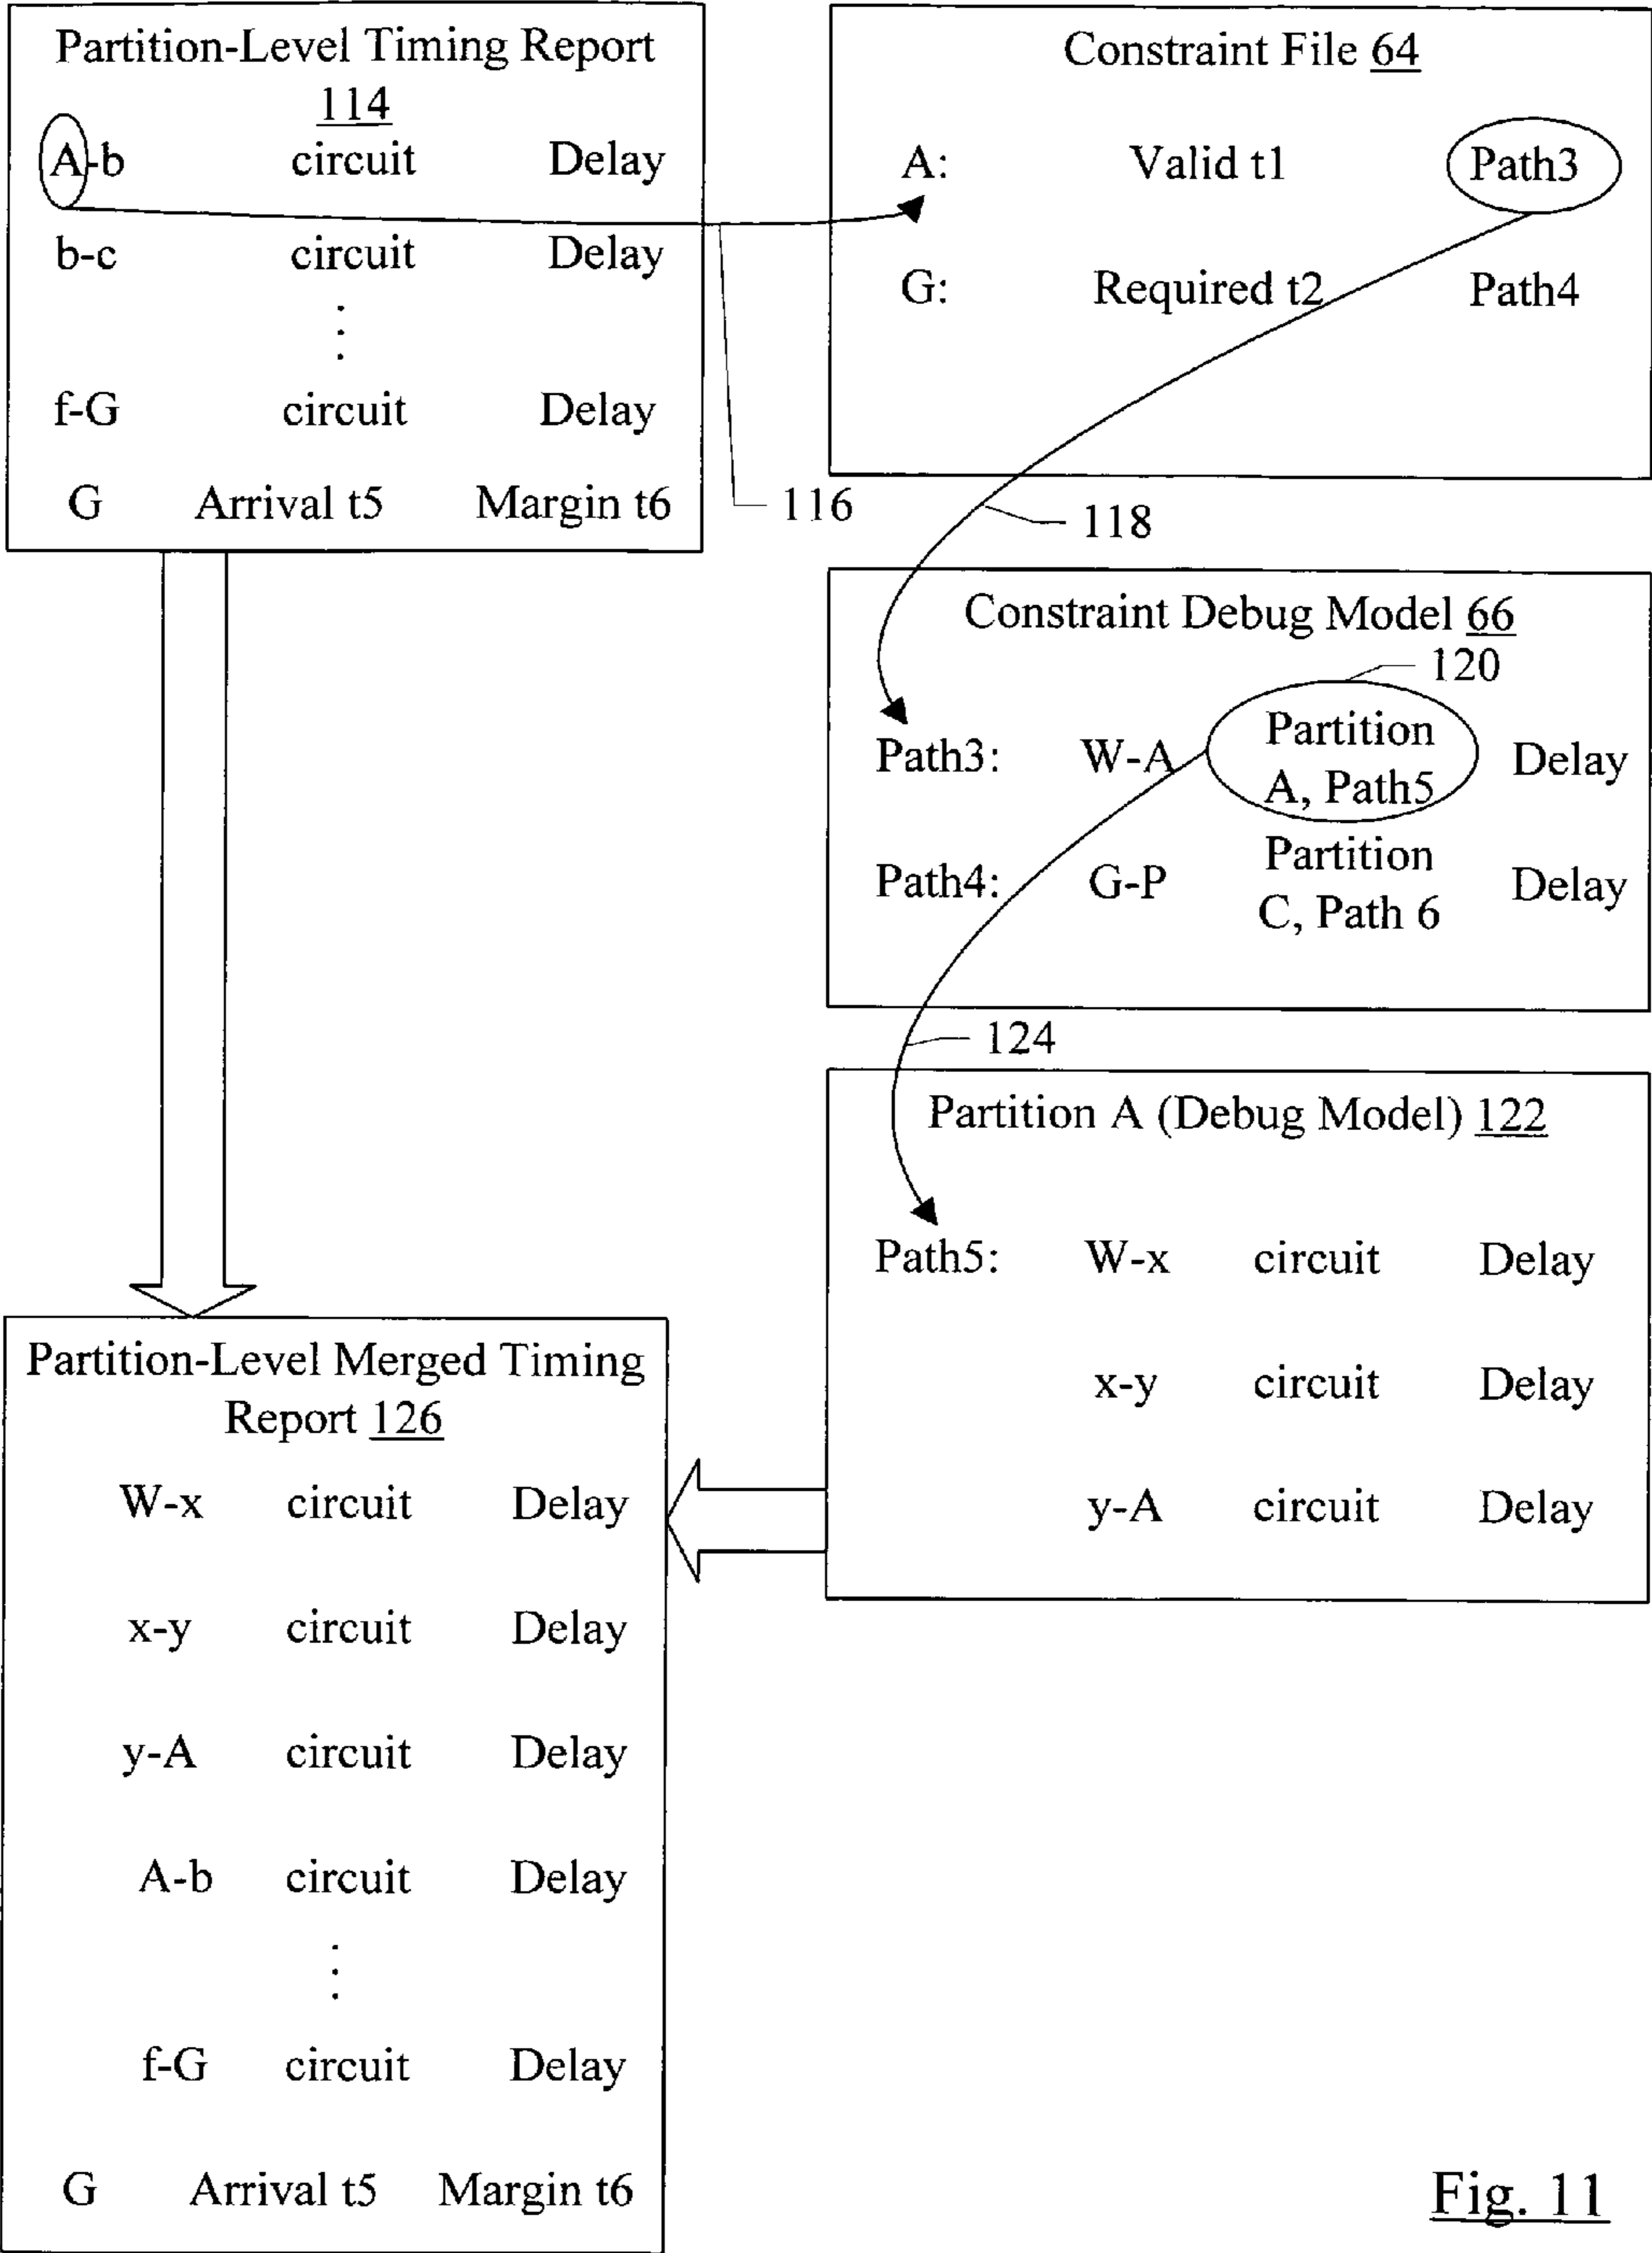 Partition-Level Timing Report
114
A-b circuit Delay
b-c circuit Delay
f-G circuit Delay
G Arrival t5 Margin t6
Constraint File 64
A: Valid t1 Path3
G: Required t2 Path4
116
118
Constraint Debug Model 66
120
Path3: W-A Partition A, Path5 Delay
Path4: G-P Partition C, Path 6 Delay
124
Partition A (Debug Model) 122
Path5: W-x circuit Delay
x-y circuit Delay
y-A circuit Delay
Partition-Level Merged Timing
Report 126
W-x circuit Delay
x-y circuit Delay
y-A circuit Delay
A-b circuit Delay
f-G circuit Delay
G Arrival t5 Margin t6
Fig. 11